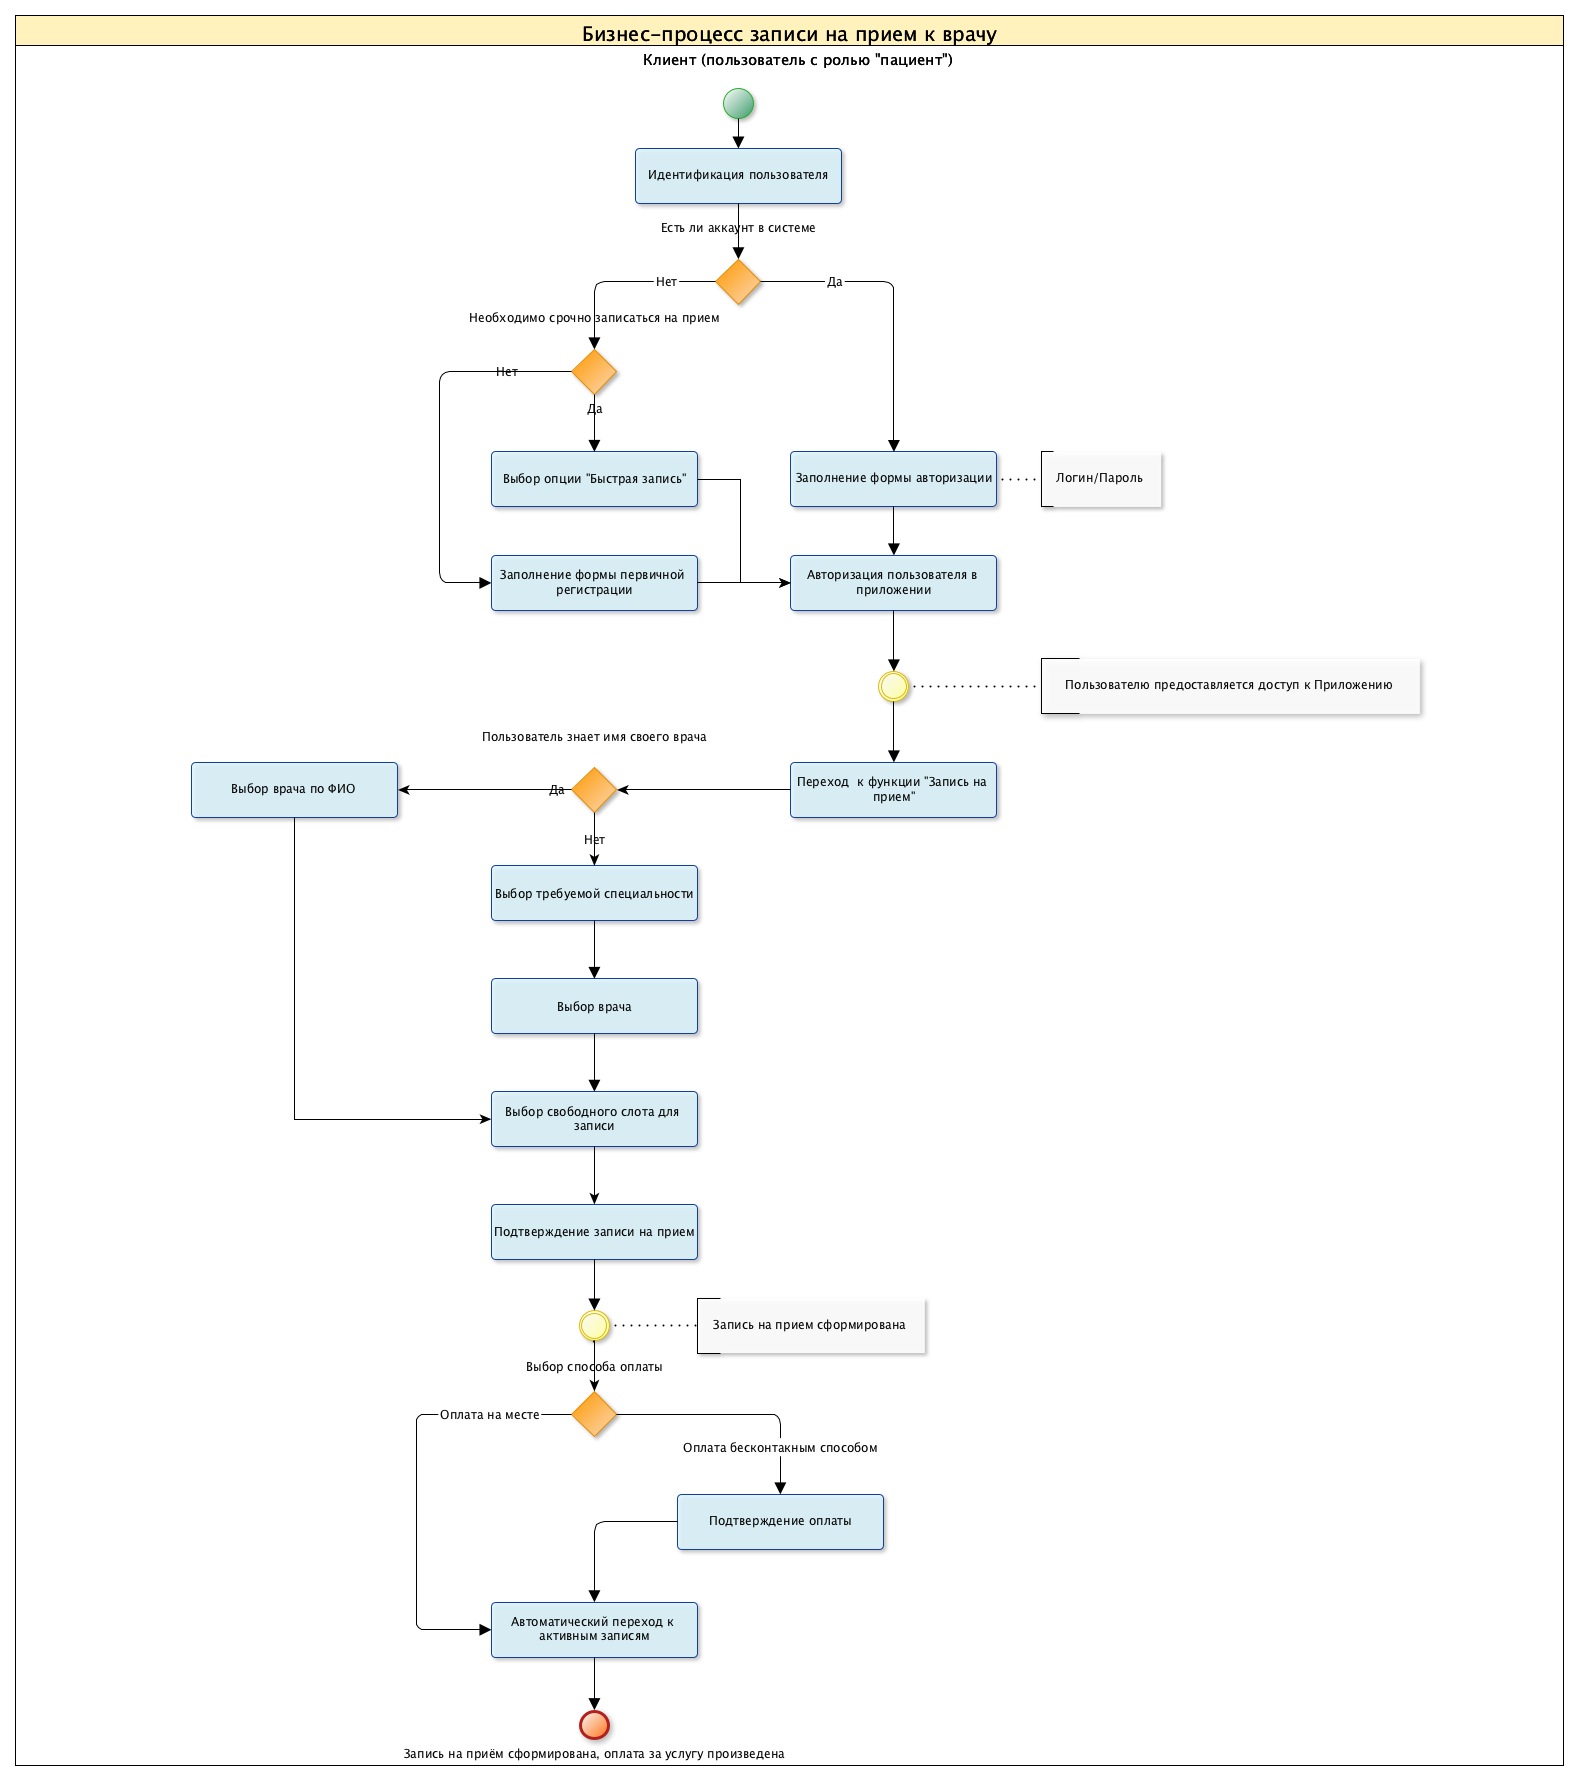 Бизнес-процесс записи на прием к врачу
Клиент (пользователь с ролью "пациент")
Идентификация пользователя
Есть ли аккаунт в системе
Нет
Да
Необходимо срочно записаться на прием
Нет
Да
Выбор опции "Быстрая запись"
Заполнение формы авторизации
Логин/Пароль
Заполнение формы первичной
регистрации
Авторизация пользователя в
приложении
Пользователю предоставляется доступ к Приложению
Пользователь знает имя своего врача
Выбор врача по ФИО
Да
Переход  к функции "Запись на
прием"
Нет
Выбор требуемой специальности
Выбор врача
Выбор свободного слота для
записи
Подтверждение записи на прием
Запись на прием сформирована
Выбор способа оплаты
Оплата на месте
Оплата бесконтакным способом
Подтверждение оплаты
Автоматический переход к
активным записям
Запись на приём сформирована, оплата за услугу произведена